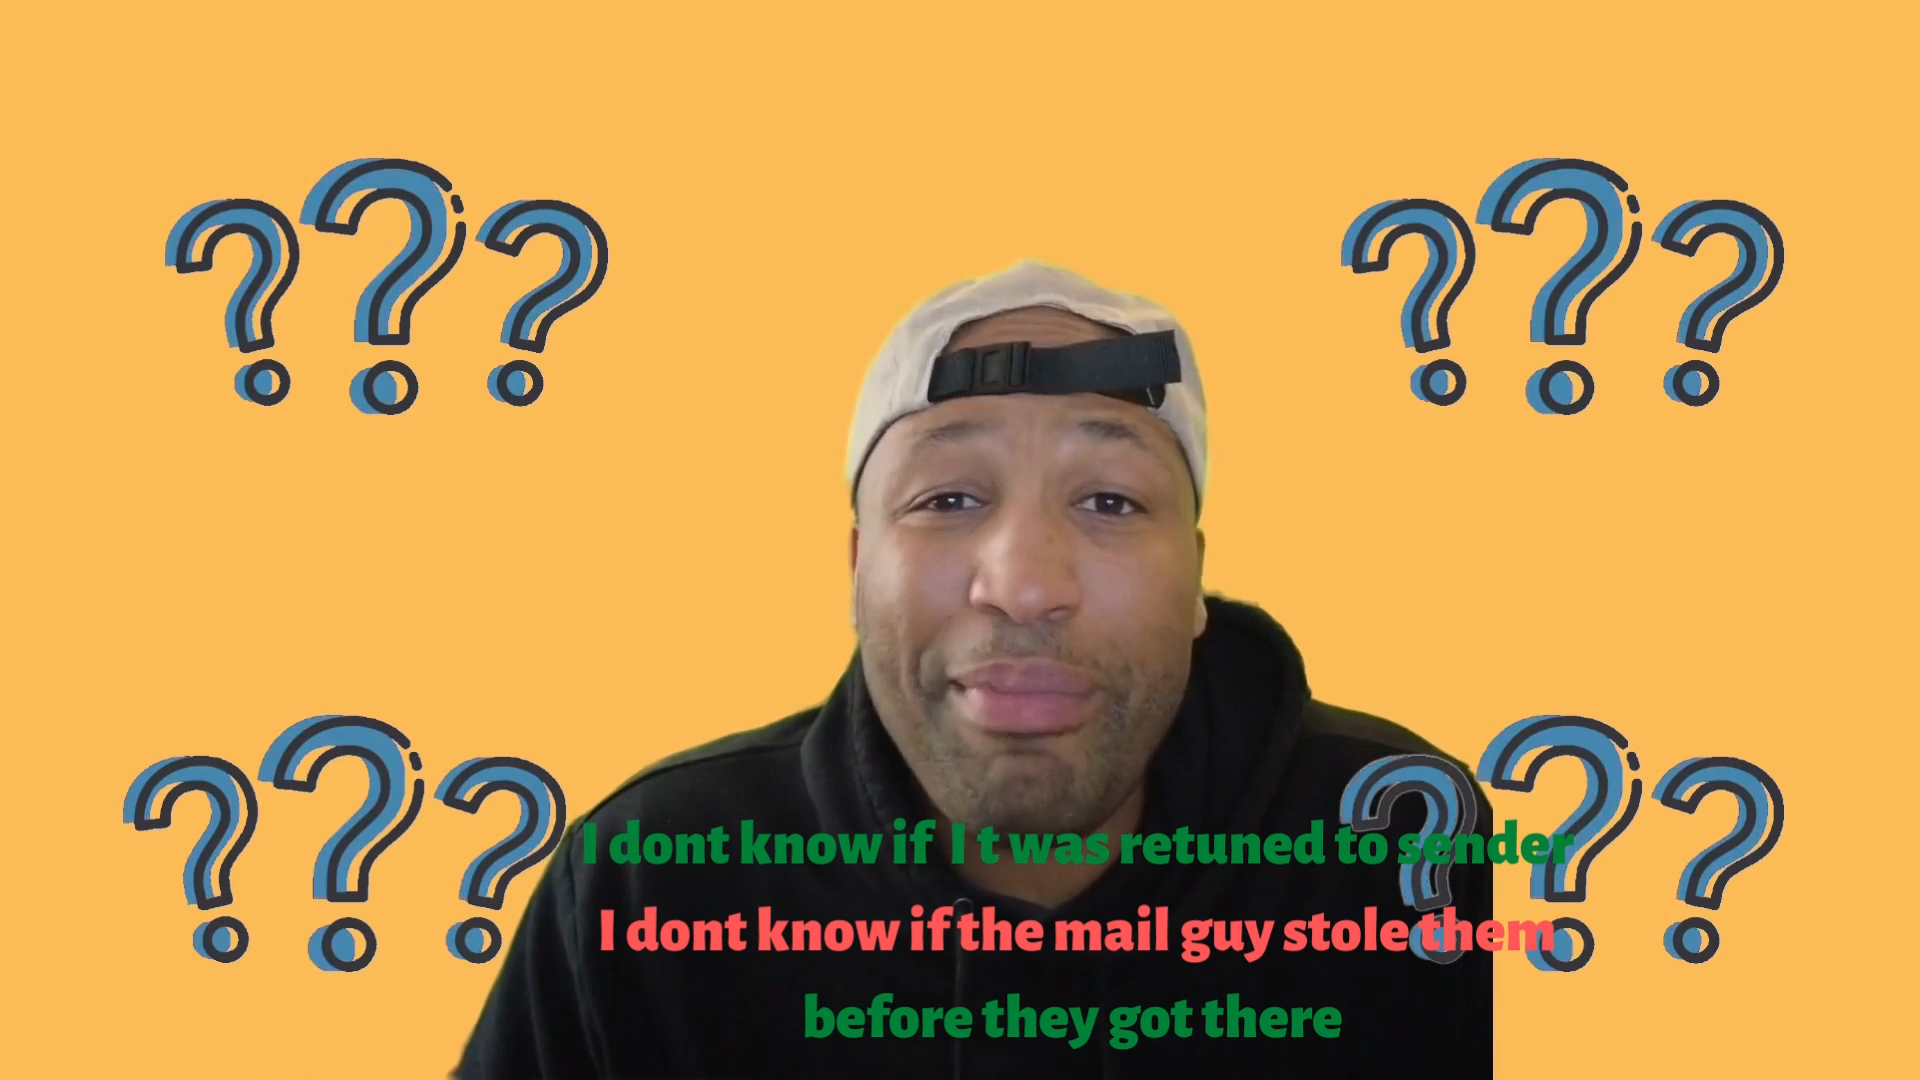 I dont know if I t was retuned to sender
I dont know if the mail guy stole them
before they got there